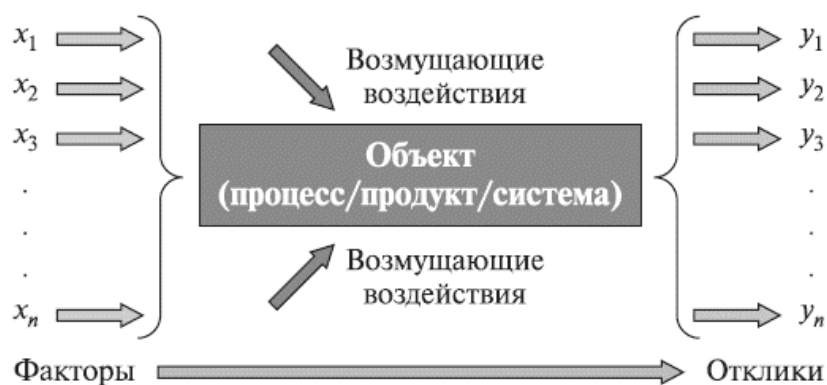 x₁
x₂
x₃
.
.
.
xₙ
Возмущающие
воздействия
Объект
(процесс/продукт/система)
Возмущающие
воздействия
y₁
y₂
y₃
.
.
.
yₙ
Факторы
Отклики